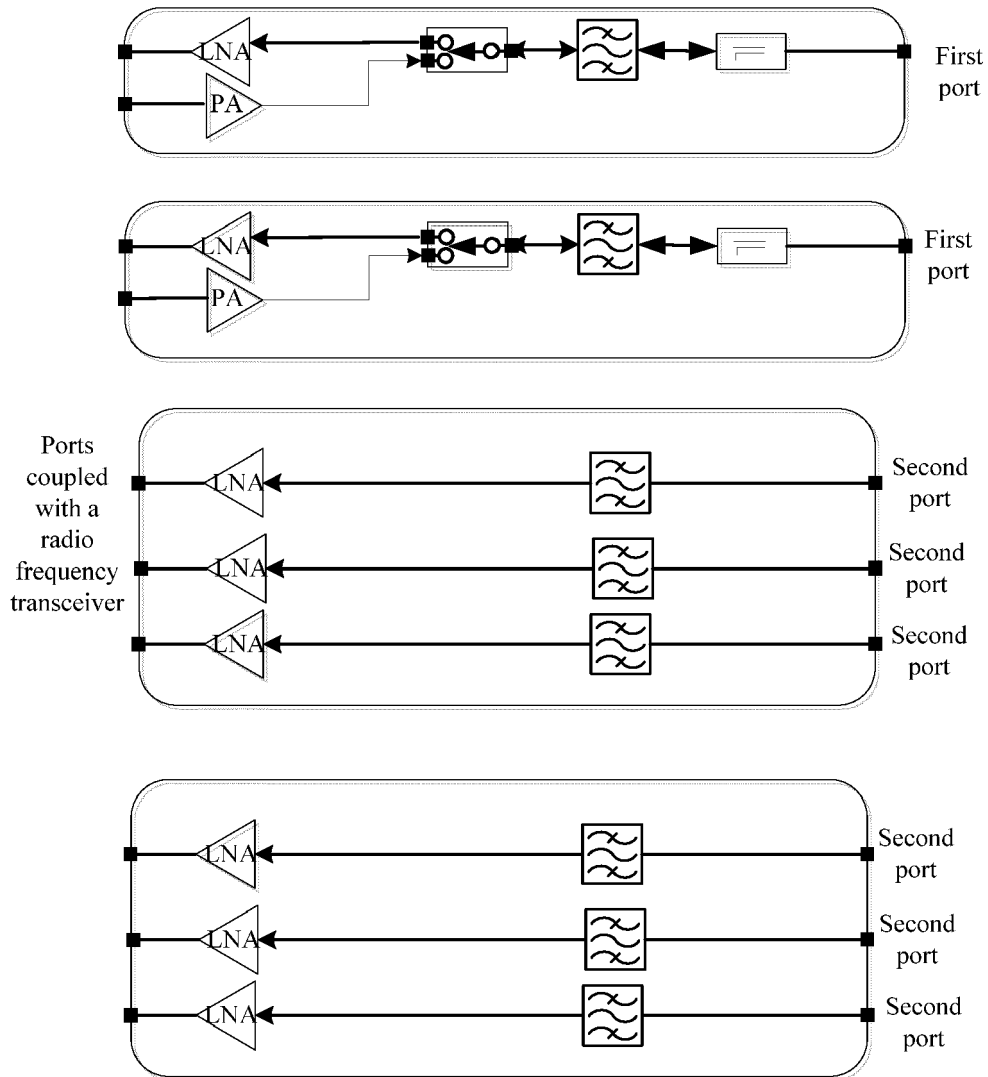 LNA
First
port
PA
LNA
First
port
PA
Ports
coupled
with a
radio
frequency
transceiver
LNA
Second
port
LNA
Second
port
LNA
Second
port
LNA
Second
port
LNA
Second
port
LNA
Second
port